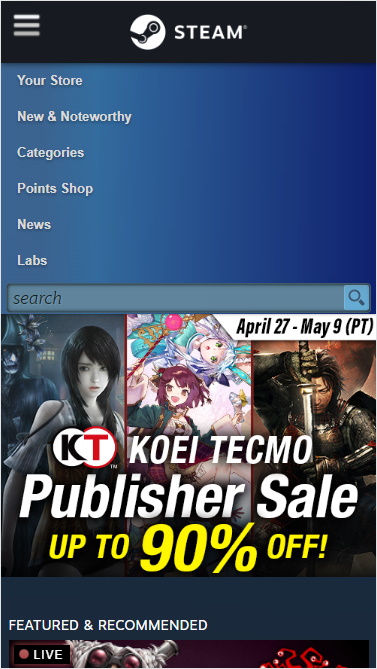 STEAM®
Your Store
New & Noteworthy
Categories
Points Shop
News
Labs
search
April 27 - May 9 (PT)
KT™ KOEI TECMO
Publisher Sale
UP TO 90% OFF!
FEATURED & RECOMMENDED
LIVE